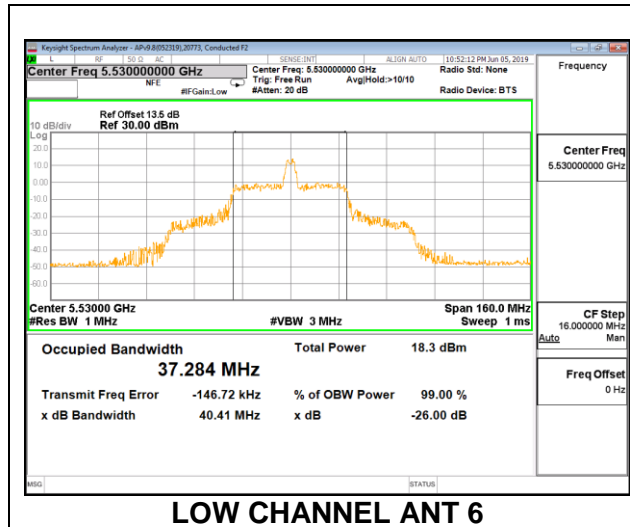 Keysight Spectrum Analyzer - APv9.8(052319),20773, Conducted F2
L RF 50 Ω AC SENSE:INT ALIGN AUTO 10:52:12 PM Jun 05, 2019
Center Freq 5.530000000 GHz Center Freq: 5.530000000 GHz Radio Std: None Frequency
NFE Trig: Free Run Avg|Hold:>10/10
#IFGain:Low #Atten: 20 dB Radio Device: BTS
Ref Offset 13.5 dB
10 dB/div Ref 30.00 dBm
Log
20.0
10.0
0.00
-10.0
-20.0
-30.0
-40.0
-50.0
-60.0
Center Freq
5.530000000 GHz
Center 5.53000 GHz Span 160.0 MHz
#Res BW 1 MHz #VBW 3 MHz Sweep 1 ms
CF Step
16.000000 MHz
Auto Man
Occupied Bandwidth Total Power 18.3 dBm
37.284 MHz
Freq Offset
0 Hz
Transmit Freq Error -146.72 kHz % of OBW Power 99.00 %
x dB Bandwidth 40.41 MHz x dB -26.00 dB
MSG STATUS
LOW CHANNEL ANT 6